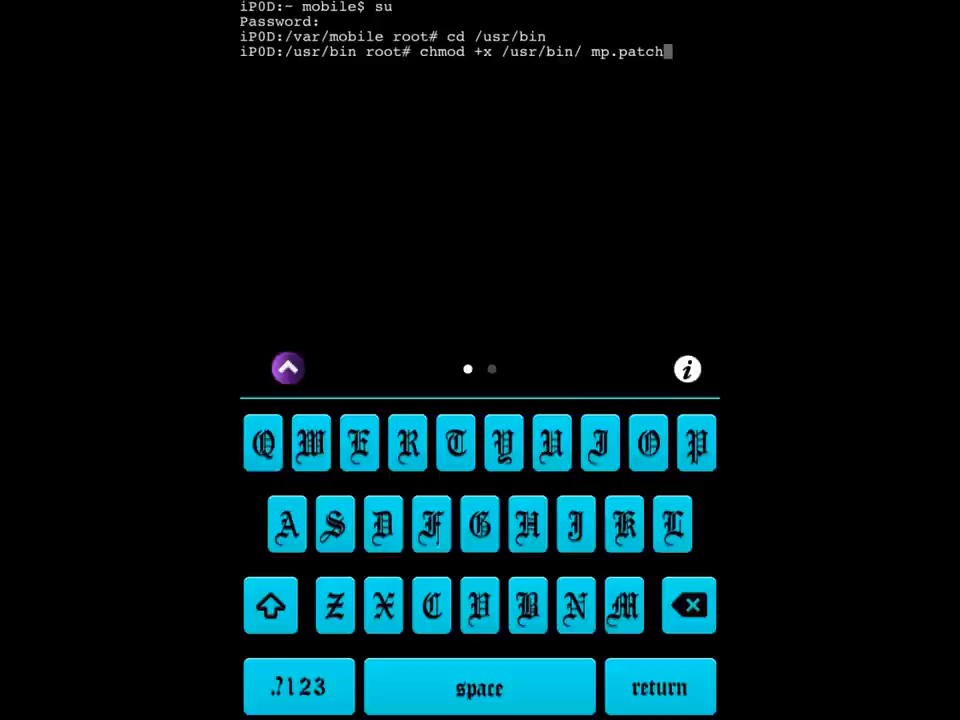 iP0D:~ mobile$ su
Password:
iP0D:/var/mobile root# cd /usr/bin
iP0D:/usr/bin root# chmod +x /usr/bin/ mp.patch
i
Q W E R T Y U I O P
A S D F G H J K L
Z X C V B N M
.?123 space return